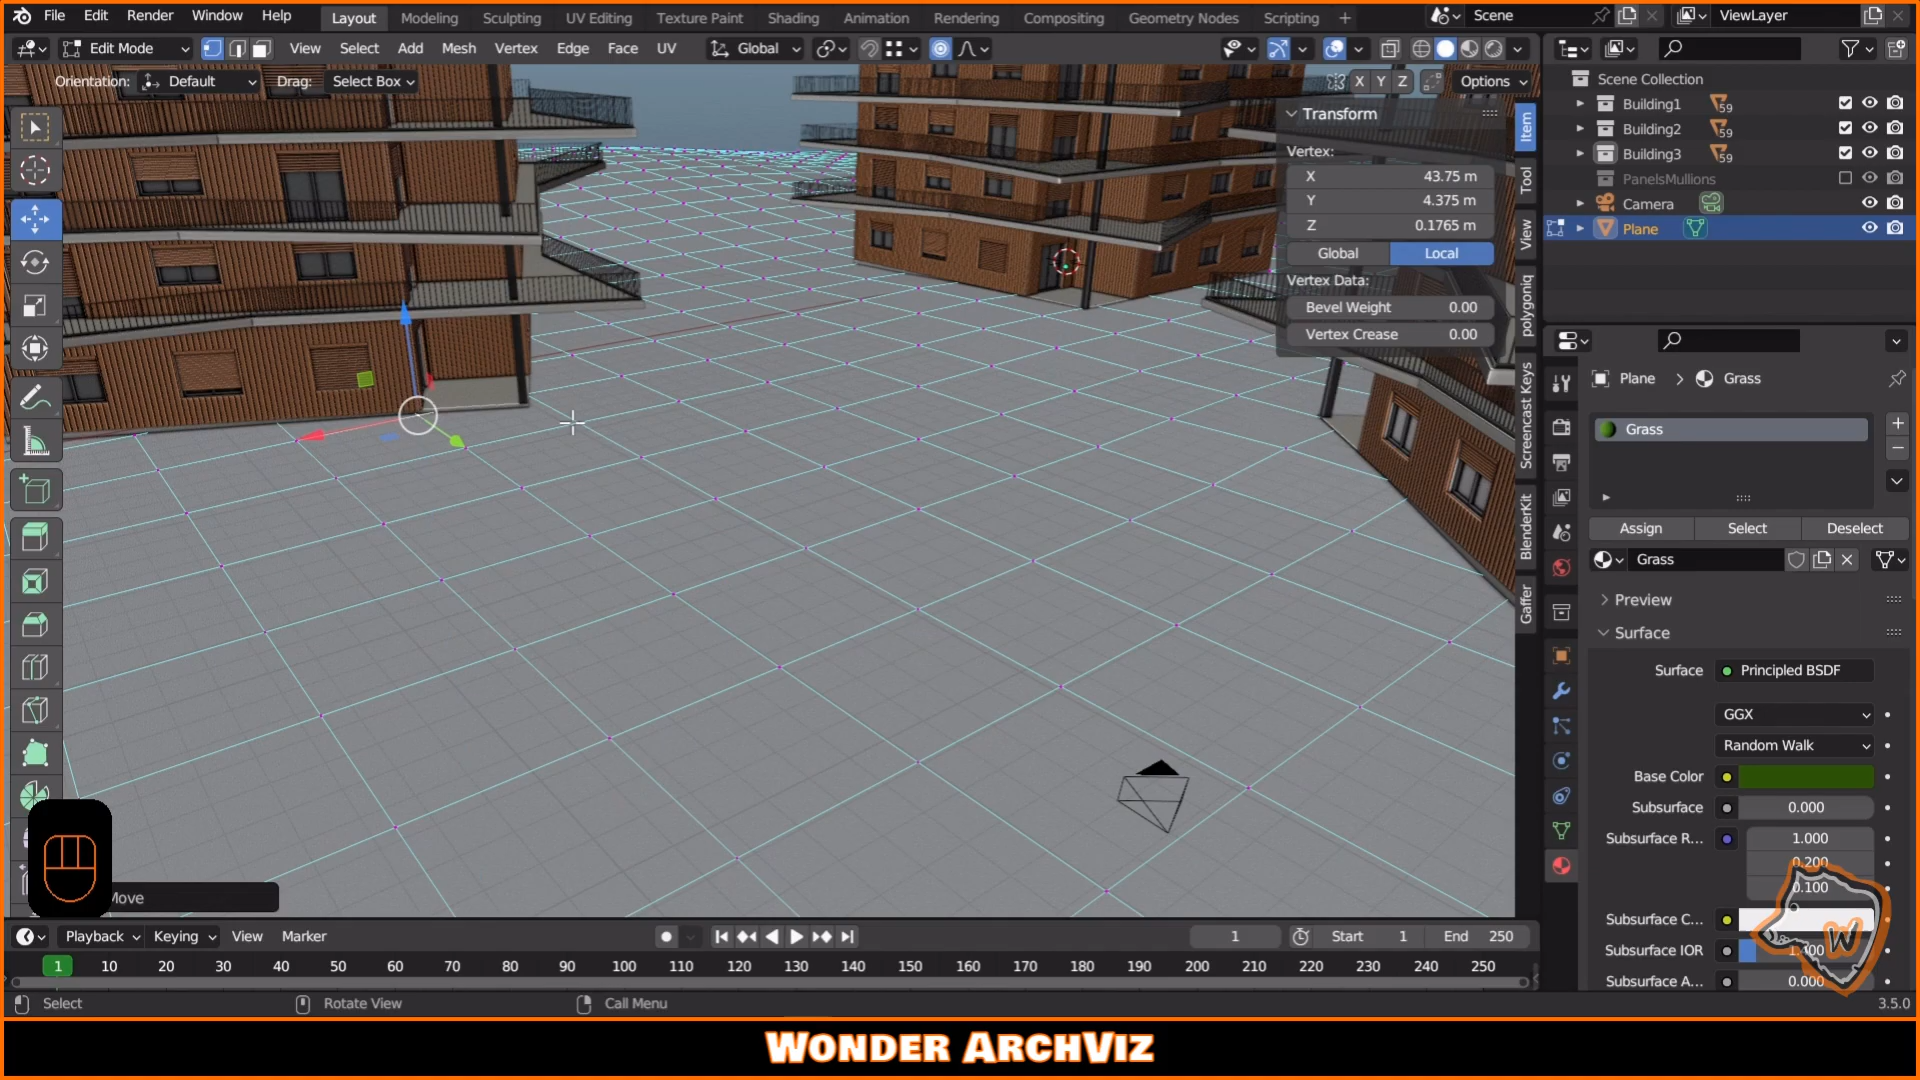 File Edit Render Window Help Layout Modeling Sculpting UV Editing Texture Paint Shading Animation Rendering Compositing Geometry Nodes Scripting + Scene ViewLayer
Edit Mode View Select Add Mesh Vertex Edge Face UV Global
Orientation: Default Drag: Select Box X Y Z Options
Scene Collection
Building1 59
Building2 59
Building3 59
PanelsMullions
Camera
Plane
Transform
Vertex:
X 43.75 m
Y 4.375 m
Z 0.1765 m
Global Local
Vertex Data:
Bevel Weight 0.00
Vertex Crease 0.00
Item
Tool
View
polygoniq
Screencast Keys
BlenderKit
Gaffer
Plane > Grass
Grass
Assign Select Deselect
Grass
Preview
Surface
Surface Principled BSDF
GGX
Random Walk
Base Color
Subsurface 0.000
Subsurface R... 1.000
0.200
0.100
Subsurface C...
Subsurface IOR
Subsurface A... 0.000
W
Move
Playback Keying View Marker 1 Start 1 End 250
1 10 20 30 40 50 60 70 80 90 100 110 120 130 140 150 160 170 180 190 200 210 220 230 240 250
Select Rotate View Call Menu 3.5.0
WONDER ARCHVIZ